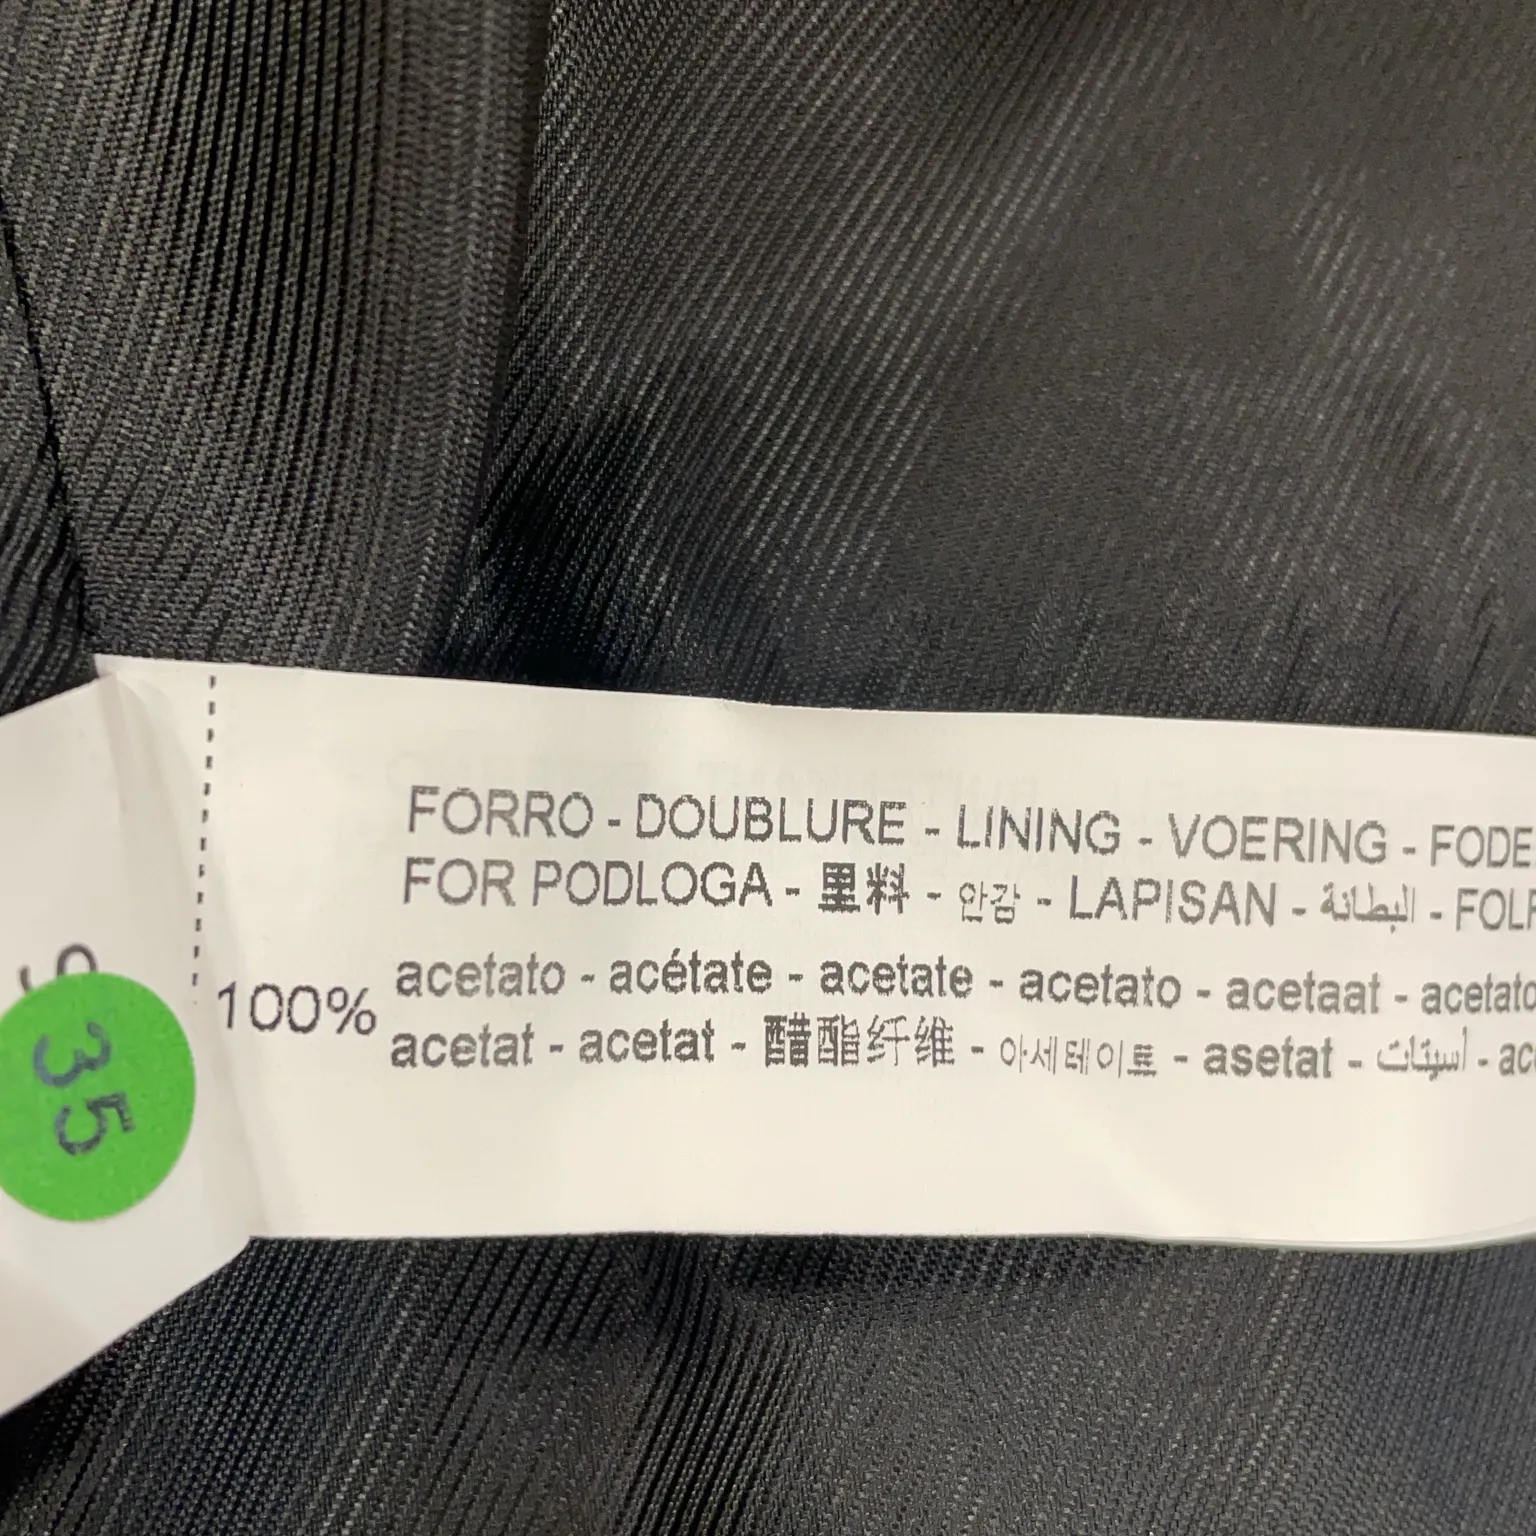 FORRO - DOUBLURE - LINING - VOERING - FODE
FOR PODLOGA - 里料 - 안감 - LAPISAN - البطانة - FOLF
100% acetato - acétate - acetate - acetato - acetaat - acetato
acetat - acetat - 醋酯纤维 - 아세테이트 - asetat - أسيتات - ac
35